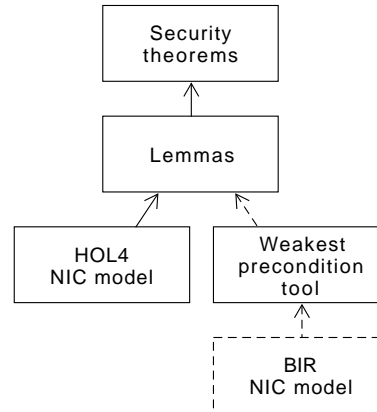 Security
theorems
Lemmas
HOL4
NIC model
Weakest
precondition
tool
BIR
NIC model